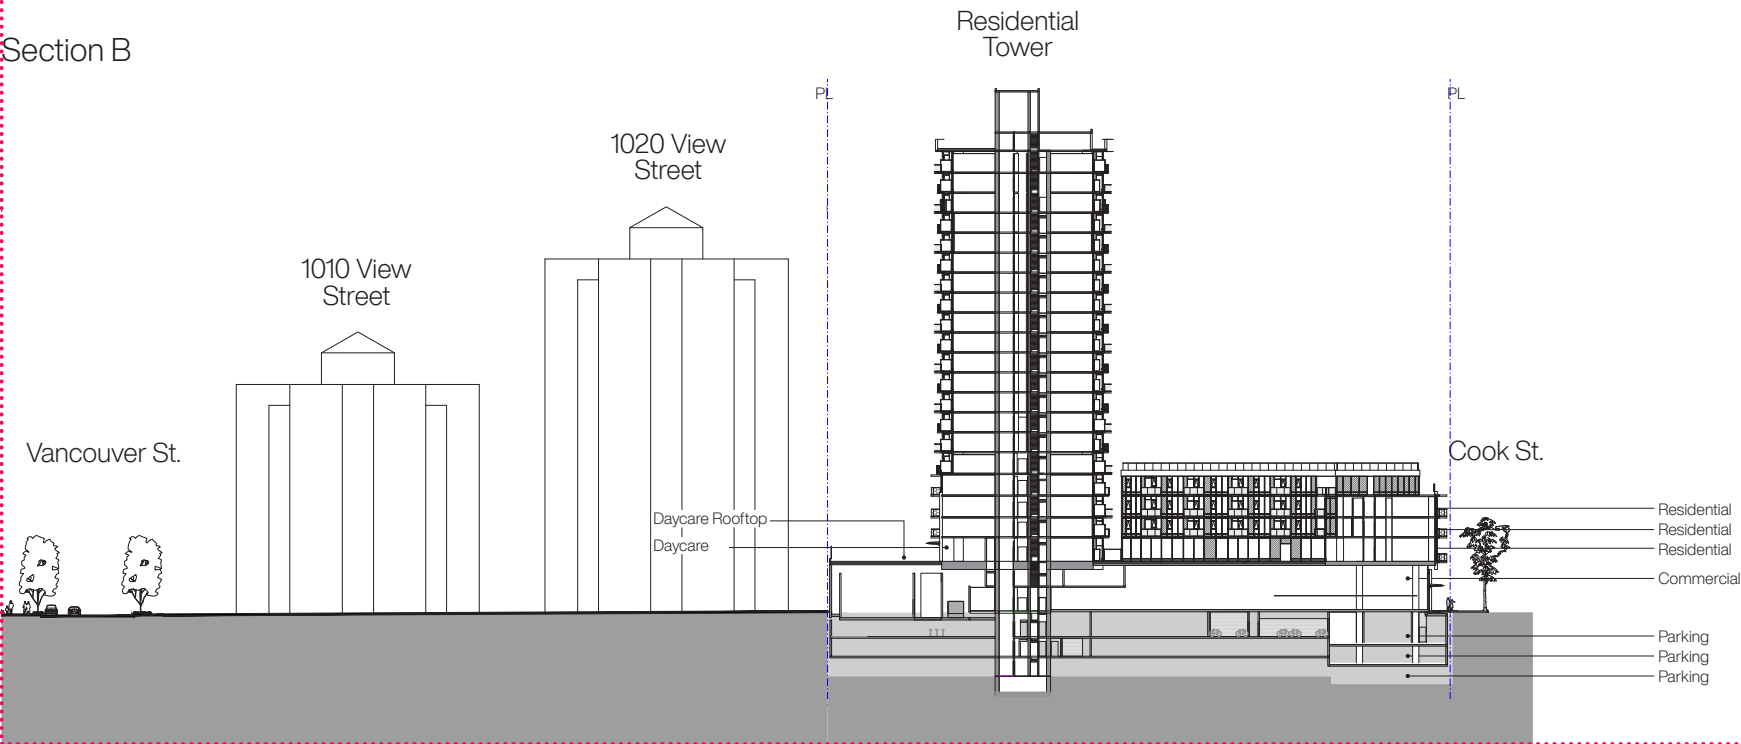 Section B
Residential
Tower
PL
PL
1020 View
Street
1010 View
Street
Vancouver St.
Cook St.
Daycare Rooftop
Daycare
Residential
Residential
Residential
Commercial
Parking
Parking
Parking